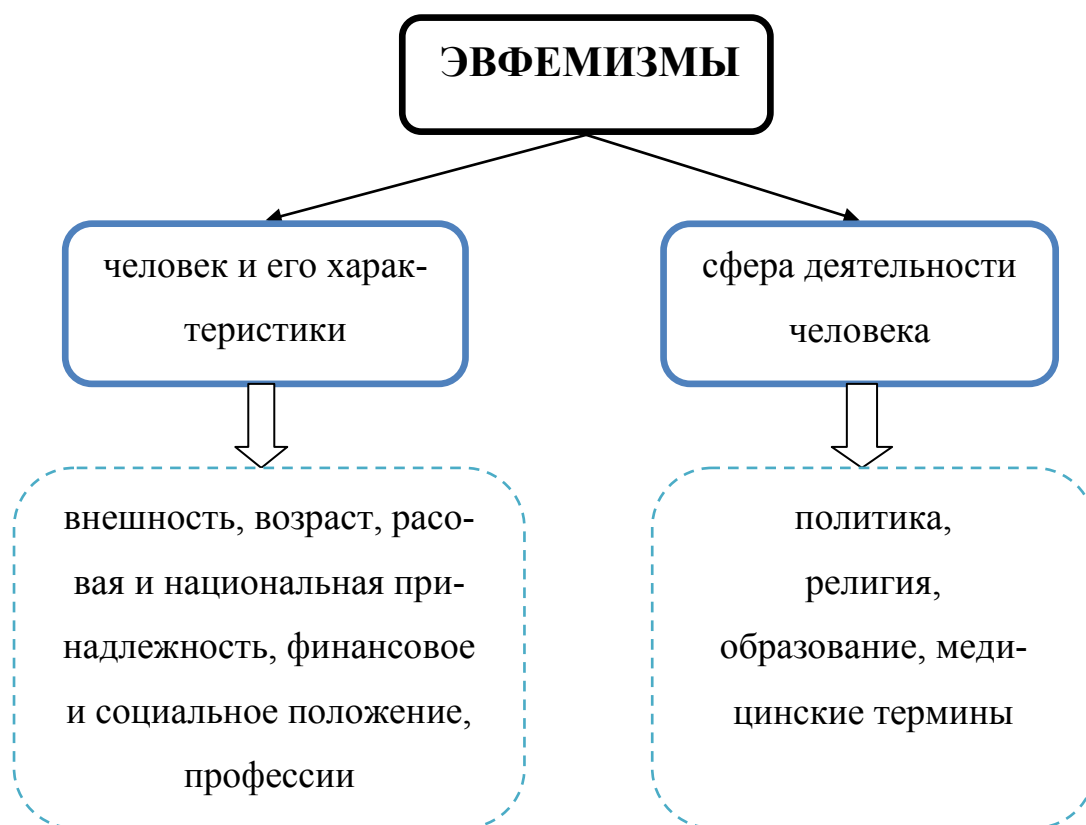 ЭВФЕМИЗМЫ
человек и его харак-
теристики
сфера деятельности
человека
внешность, возраст, расо-
вая и национальная при-
надлежность, финансовое
и социальное положение,
профессии
политика,
религия,
образование, меди-
цинские термины